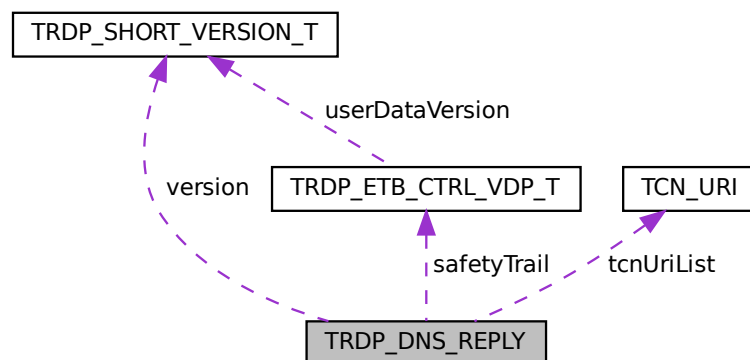 TRDP_SHORT_VERSION_T
userDataVersion
version
TRDP_ETB_CTRL_VDP_T
TCN_URI
safetyTrail
tcnUriList
TRDP_DNS_REPLY